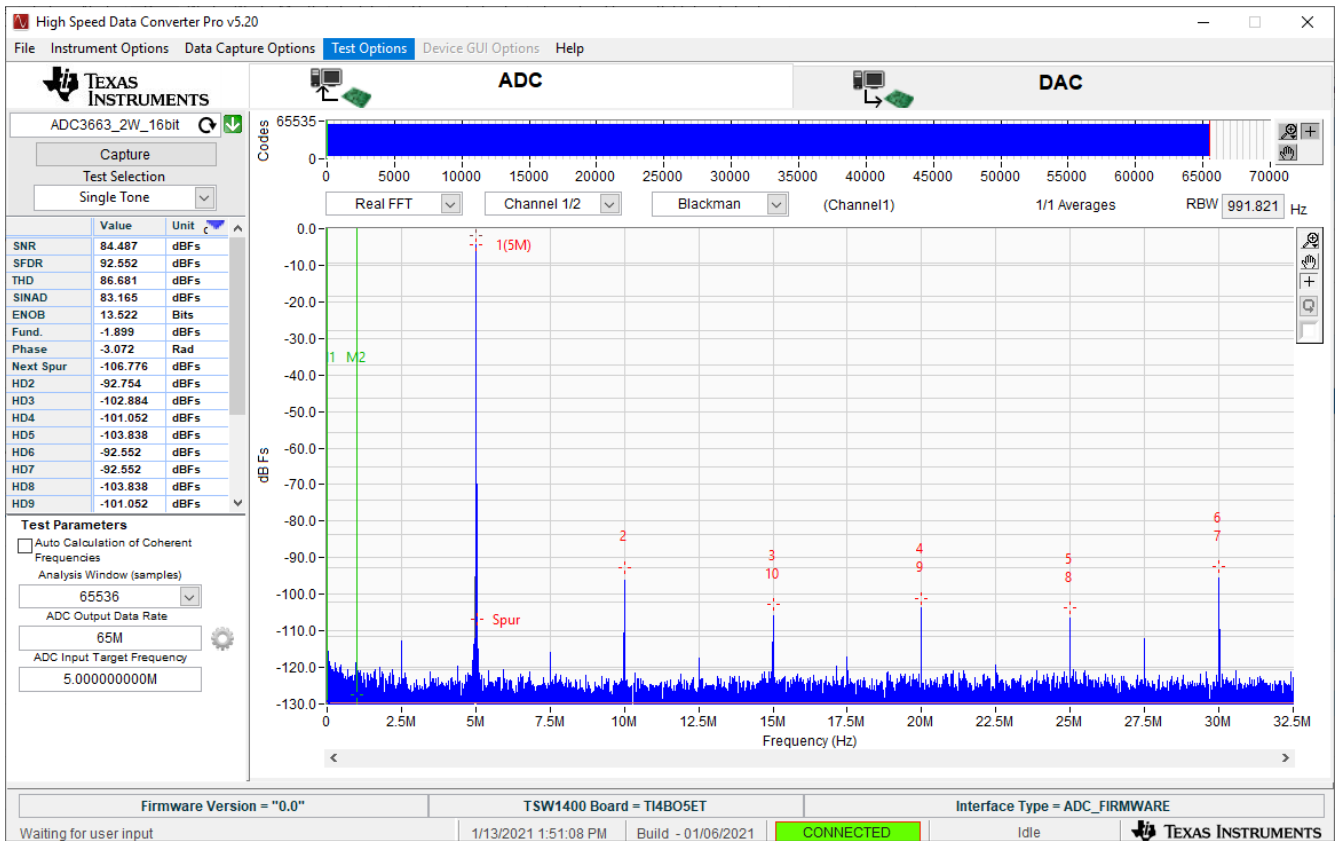 High Speed Data Converter Pro v5.20
File Instrument Options Data Capture Options Test Options Device GUI Options Help
TEXAS INSTRUMENTS
ADC
DAC
ADC3663_2W_16bit
Capture
Test Selection
Single Tone
Value Unit
SNR 84.487 dBFs
SFDR 92.552 dBFs
THD 86.681 dBFs
SINAD 83.165 dBFs
ENOB 13.522 Bits
Fund. -1.899 dBFs
Phase -3.072 Rad
Next Spur -106.776 dBFs
HD2 -92.754 dBFs
HD3 -102.884 dBFs
HD4 -101.052 dBFs
HD5 -103.838 dBFs
HD6 -92.552 dBFs
HD7 -92.552 dBFs
HD8 -103.838 dBFs
HD9 -101.052 dBFs
Test Parameters
Auto Calculation of Coherent
Frequencies
Analysis Window (samples)
65536
ADC Output Data Rate
65M
ADC Input Target Frequency
5.000000000M
Codes
65535
0
0 5000 10000 15000 20000 25000 30000 35000 40000 45000 50000 55000 60000 65000 70000
Real FFT Channel 1/2 Blackman (Channel1) 1/1 Averages RBW 991.821 Hz
dB Fs
0.0
-10.0
-20.0
-30.0
-40.0
-50.0
-60.0
-70.0
-80.0
-90.0
-100.0
-110.0
-120.0
-130.0
1(5M)
M2
Spur
2
3
10
4
9
5
8
6
7
0 2.5M 5M 7.5M 10M 12.5M 15M 17.5M 20M 22.5M 25M 27.5M 30M 32.5M
Frequency (Hz)
Firmware Version = "0.0" TSW1400 Board = TI4BO5ET Interface Type = ADC_FIRMWARE
Waiting for user input 1/13/2021 1:51:08 PM Build - 01/06/2021 CONNECTED Idle TEXAS INSTRUMENTS